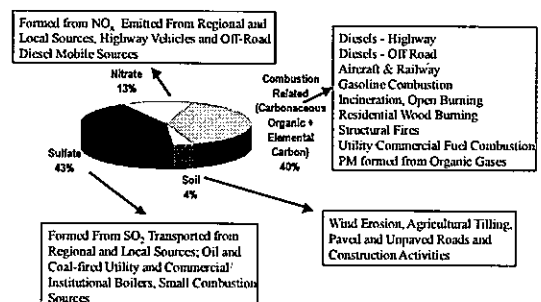 Formed from NOx Emitted From Regional and
Local Sources, Highway Vehicles and Off-Road
Diesel Mobile Sources
Nitrate
13%
Combustion
Related
(Carbonaceous
Organic +
Elemental
Carbon)
40%
Diesels - Highway
Diesels - Off Road
Aircraft & Railway
Gasoline Combustion
Incineration, Open Burning
Residential Wood Burning
Structural Fires
Utility Commercial Fuel Combustion
PM formed from Organic Gases
Sulfate
43%
Soil
4%
Formed From SO2 Transported from
Regional and Local Sources; Oil and
Coal-fired Utility and Commercial/
Institutional Boilers, Small Combustion
Sources
Wind Erosion, Agricultural Tilling,
Paved and Unpaved Roads and
Construction Activities